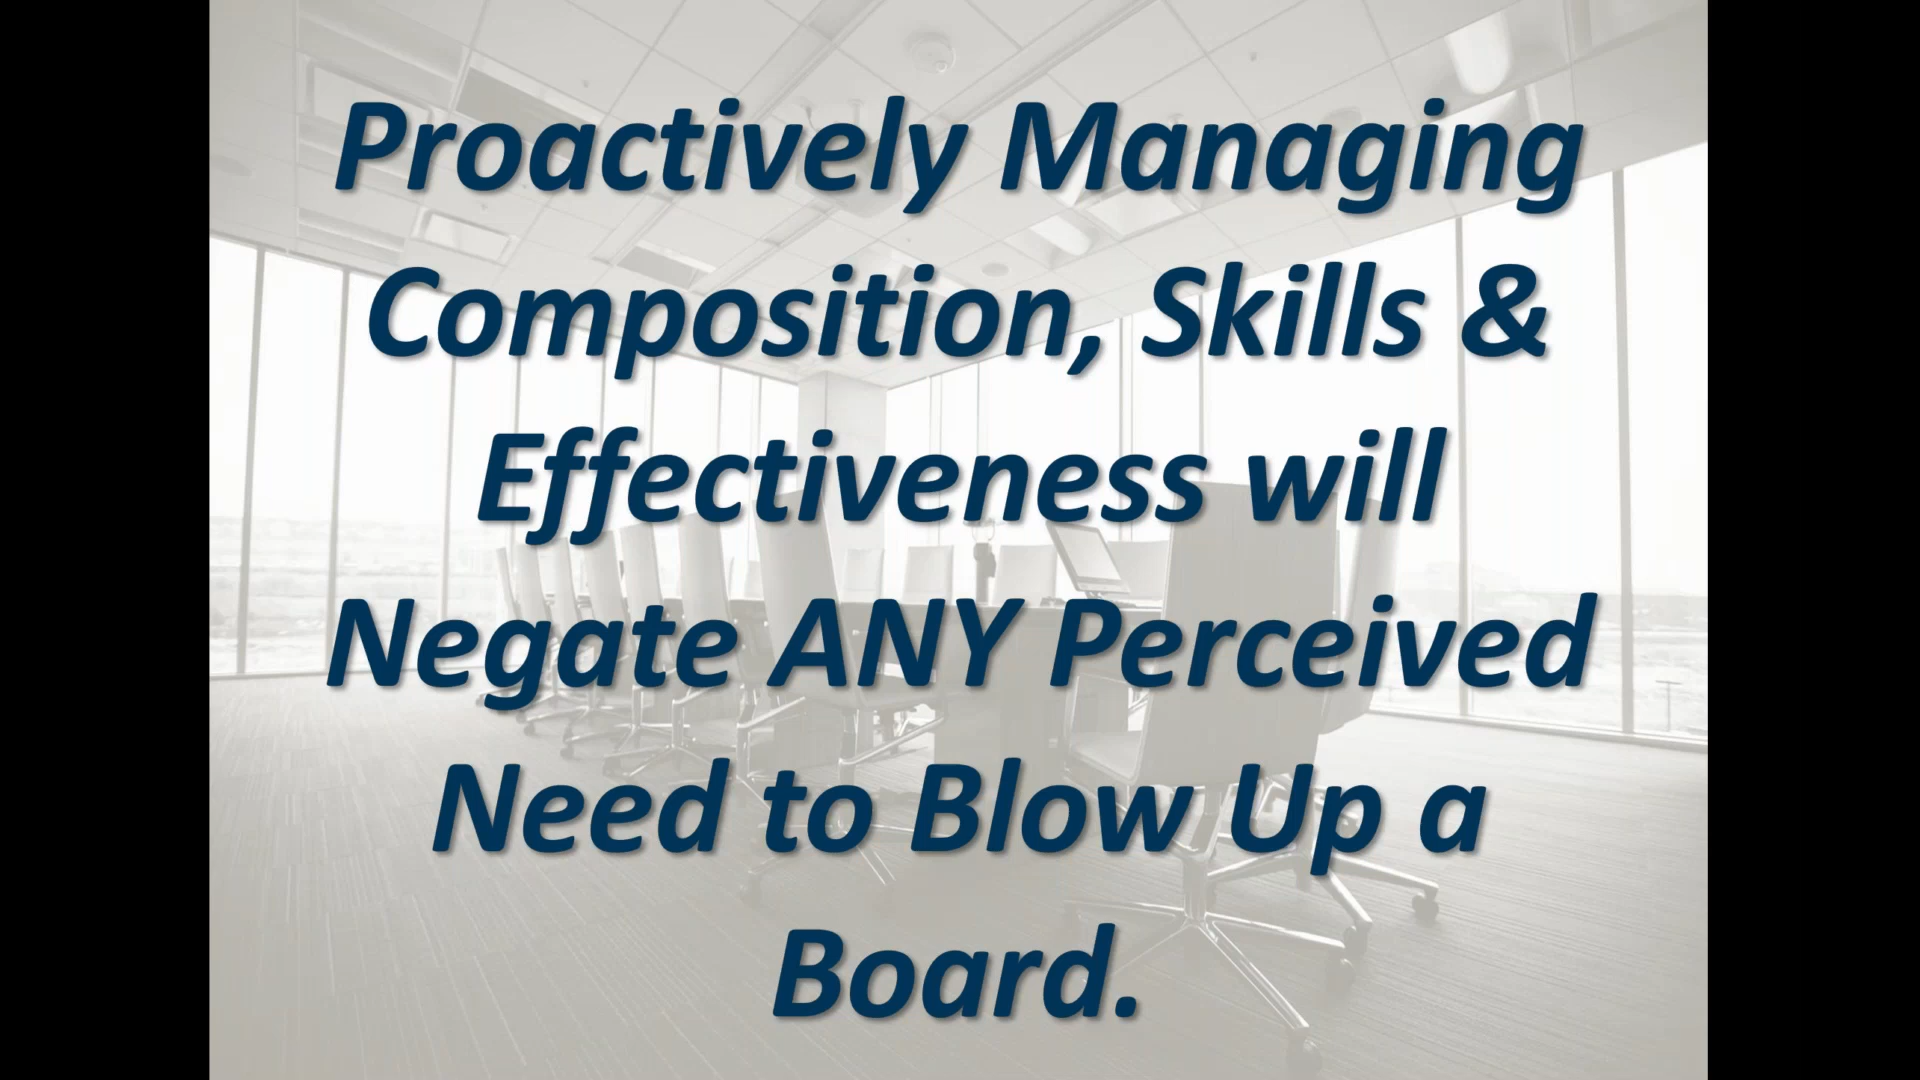 Proactively Managing
Composition, Skills &
Effectiveness will
Negate ANY Perceived
Need to Blow Up a
Board.